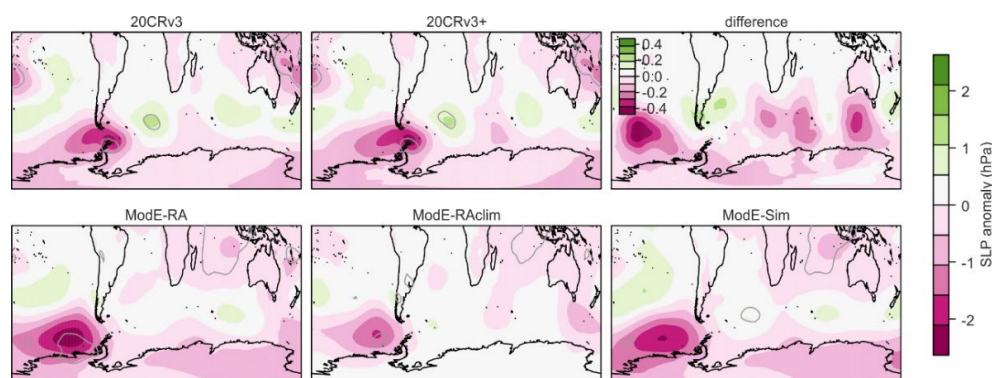 20CRv3
20CRv3+
difference
0.4
0.2
0.0
-0.2
-0.4
ModE-RA
ModE-RAclim
ModE-Sim
2
1
0
-1
-2
SLP anomaly (hPa)